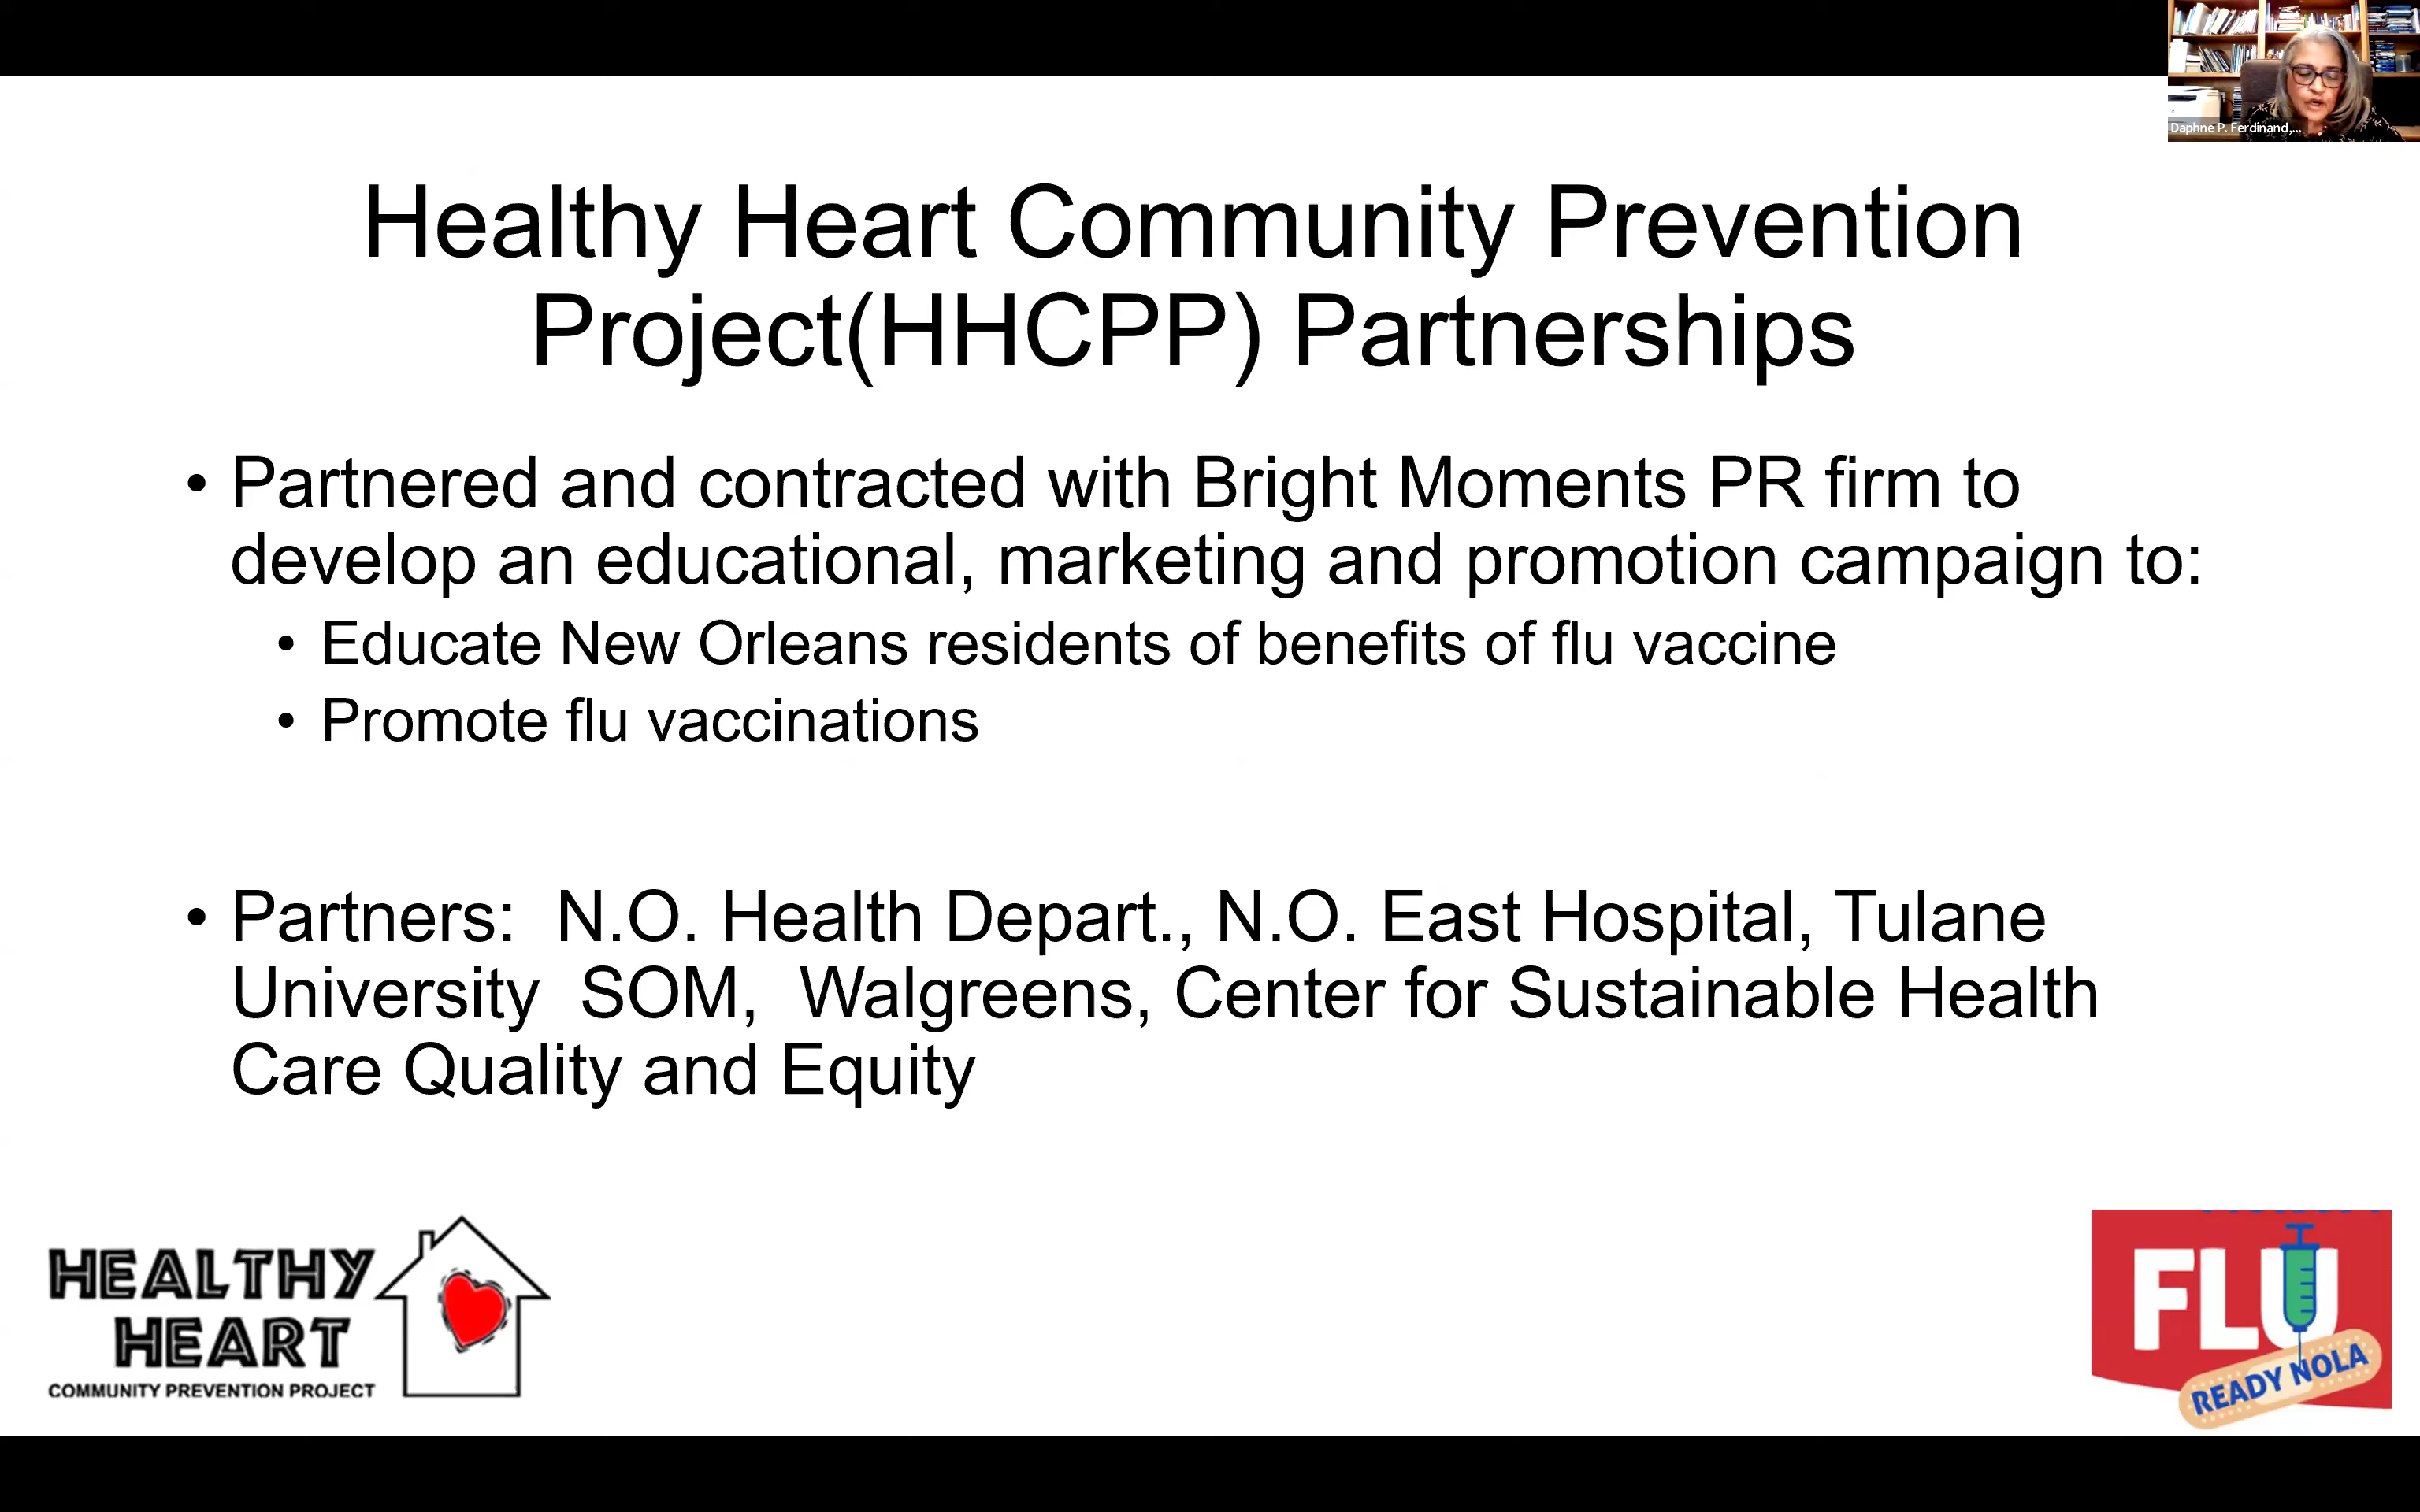 Daphne P. Ferdinand,...
Healthy Heart Community Prevention
Project(HHCPP) Partnerships
• Partnered and contracted with Bright Moments PR firm to
develop an educational, marketing and promotion campaign to:
• Educate New Orleans residents of benefits of flu vaccine
• Promote flu vaccinations
• Partners:  N.O. Health Depart., N.O. East Hospital, Tulane
University  SOM,  Walgreens, Center for Sustainable Health
Care Quality and Equity
HEALTHY
HEART
COMMUNITY PREVENTION PROJECT
FLU
READY NOLA